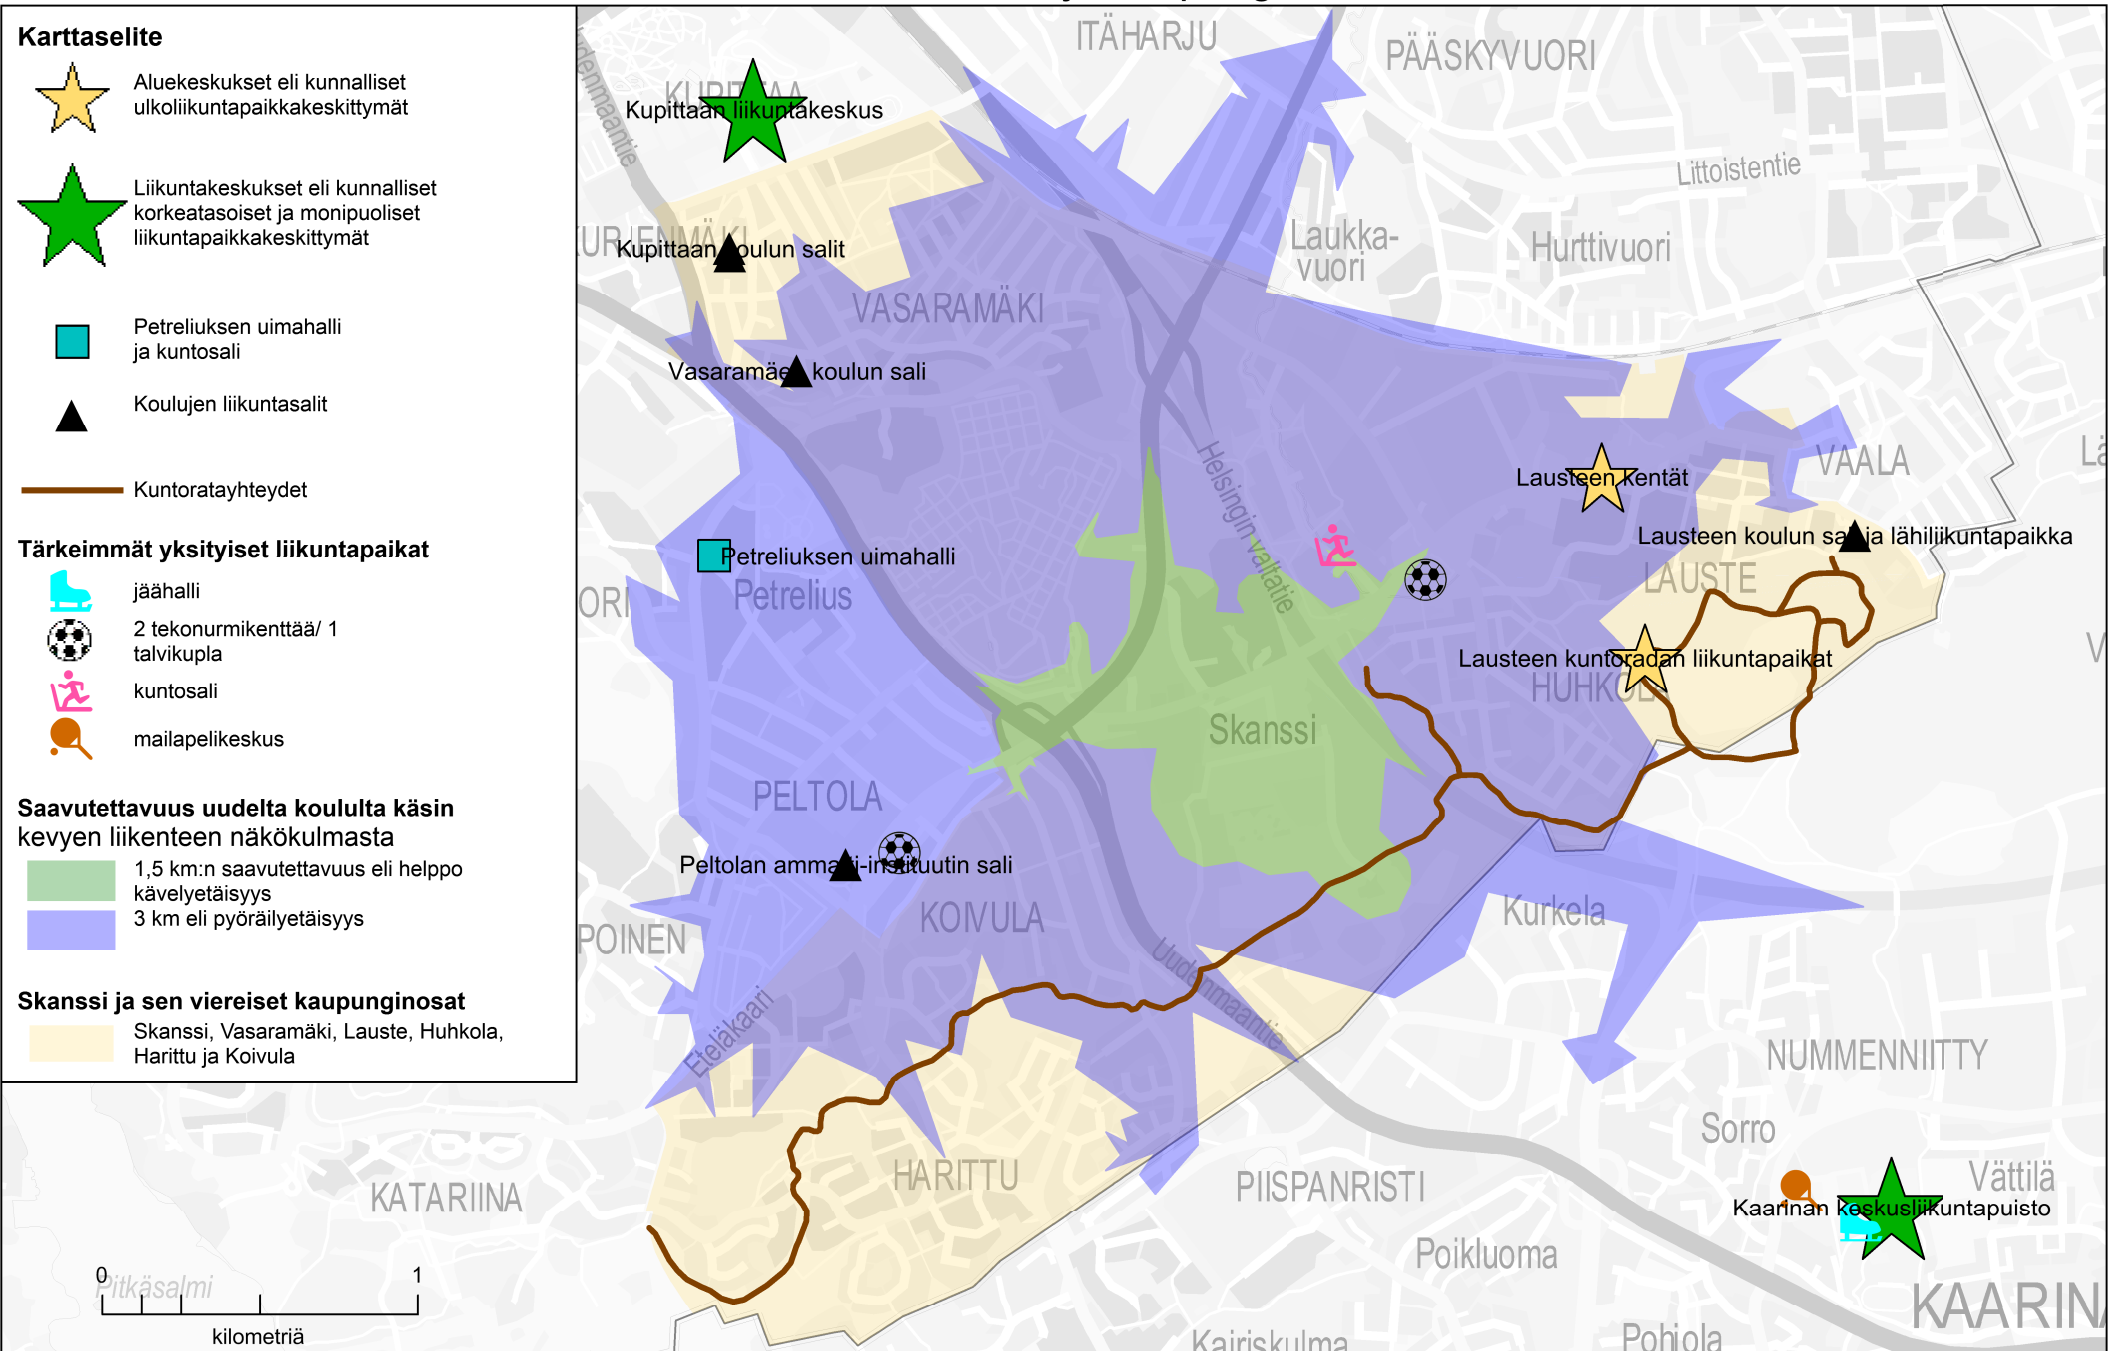 Karttaselite
Aluekeskukset eli kunnalliset
ulkoliikuntapaikkakeskittymät
Liikuntakeskukset eli kunnalliset
korkeatasoiset ja monipuoliset
liikuntapaikkakeskittymät
Petreliuksen uimahalli
ja kuntosali
Koulujen liikuntasalit
Kuntoratayhteydet
Tärkeimmät yksityiset liikuntapaikat
jäähalli
2 tekonurmikenttää/ 1
talvikupla
kuntosali
mailapelikeskus
Saavutettavuus uudelta koululta käsin
kevyen liikenteen näkökulmasta
1,5 km:n saavutettavuus eli helppo
kävelyetäisyys
3 km eli pyöräilyetäisyys
Skanssi ja sen viereiset kaupunginosat
Skanssi, Vasaramäki, Lauste, Huhkola,
Harittu ja Koivula
0
1
kilometriä
Pitkäsalmi
ITÄHARJU
PÄÄSKYVUORI
KUPITTAA
Kupittaan liikuntakeskus
Littoistentie
Kupittaan koulun salit
Laukka-
vuori
Hurttivuori
VASARAMÄKI
Vasaramäen koulun sali
Helsingin valtatie
VAALA
Lausteen kentät
Lausteen koulun sali ja lähiliikuntapaikka
LAUSTE
Petreliuksen uimahalli
Petrelius
ORI
Lausteen kuntoradan liikuntapaikat
HUHKOLA
Skanssi
PELTOLA
Peltolan ammatti-instituutin sali
KOIVULA
POINEN
Kurkela
Uudenmaantie
Eteläkaari
NUMMENNIITTY
Sorro
HARITTU
KATARIINA
PIISPANRISTI
Vättilä
Kaarinan keskusliikuntapuisto
Poikluoma
KAARINA
Kairiskulma
Pohjola